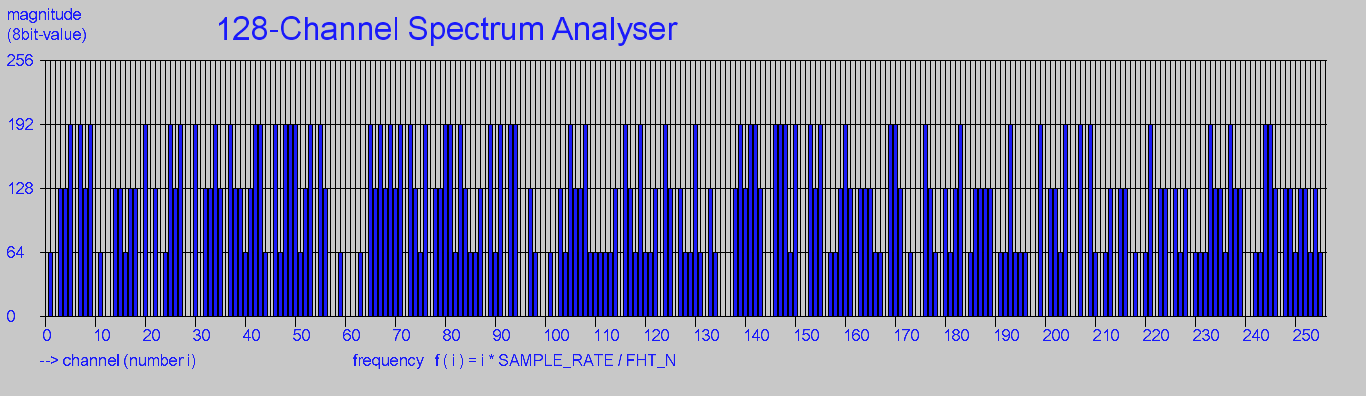 magnitude
(8bit-value)
128-Channel Spectrum Analyser
256
192
128
64
0
0 10 20 30 40 50 60 70 80 90 100 110 120 130 140 150 160 170 180 190 200 210 220 230 240 250
--> channel (number i) frequency f ( i ) = i * SAMPLE_RATE / FHT_N